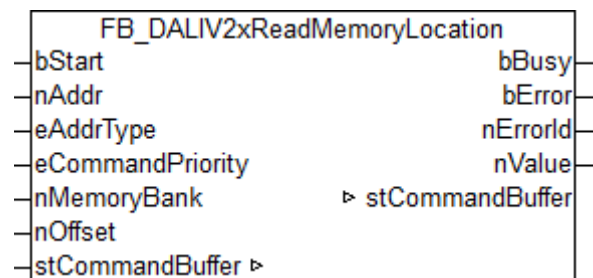 FB_DALIV2xReadMemoryLocation
bStart bBusy
nAddr bError
eAddrType nErrorId
eCommandPriority nValue
nMemoryBank ▹ stCommandBuffer
nOffset
stCommandBuffer ▹